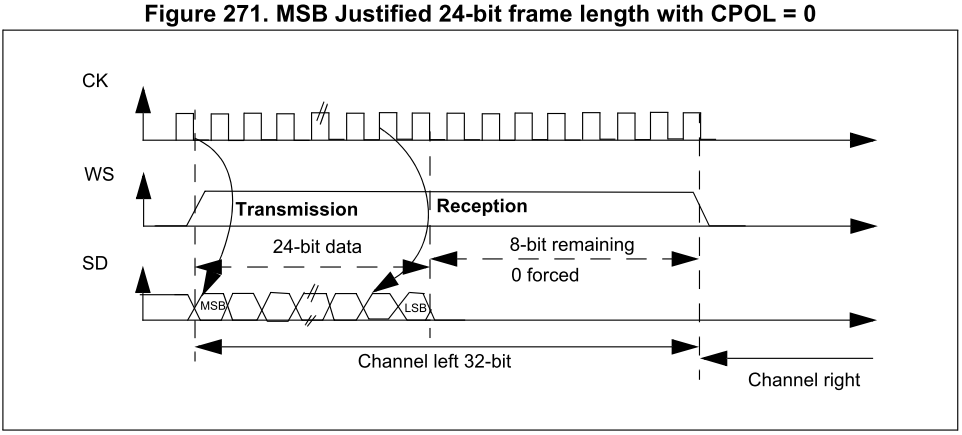 Figure 271. MSB Justified 24-bit frame length with CPOL = 0
CK
WS
Transmission
Reception
24-bit data
8-bit remaining
SD
0 forced
MSB
LSB
Channel left 32-bit
Channel right